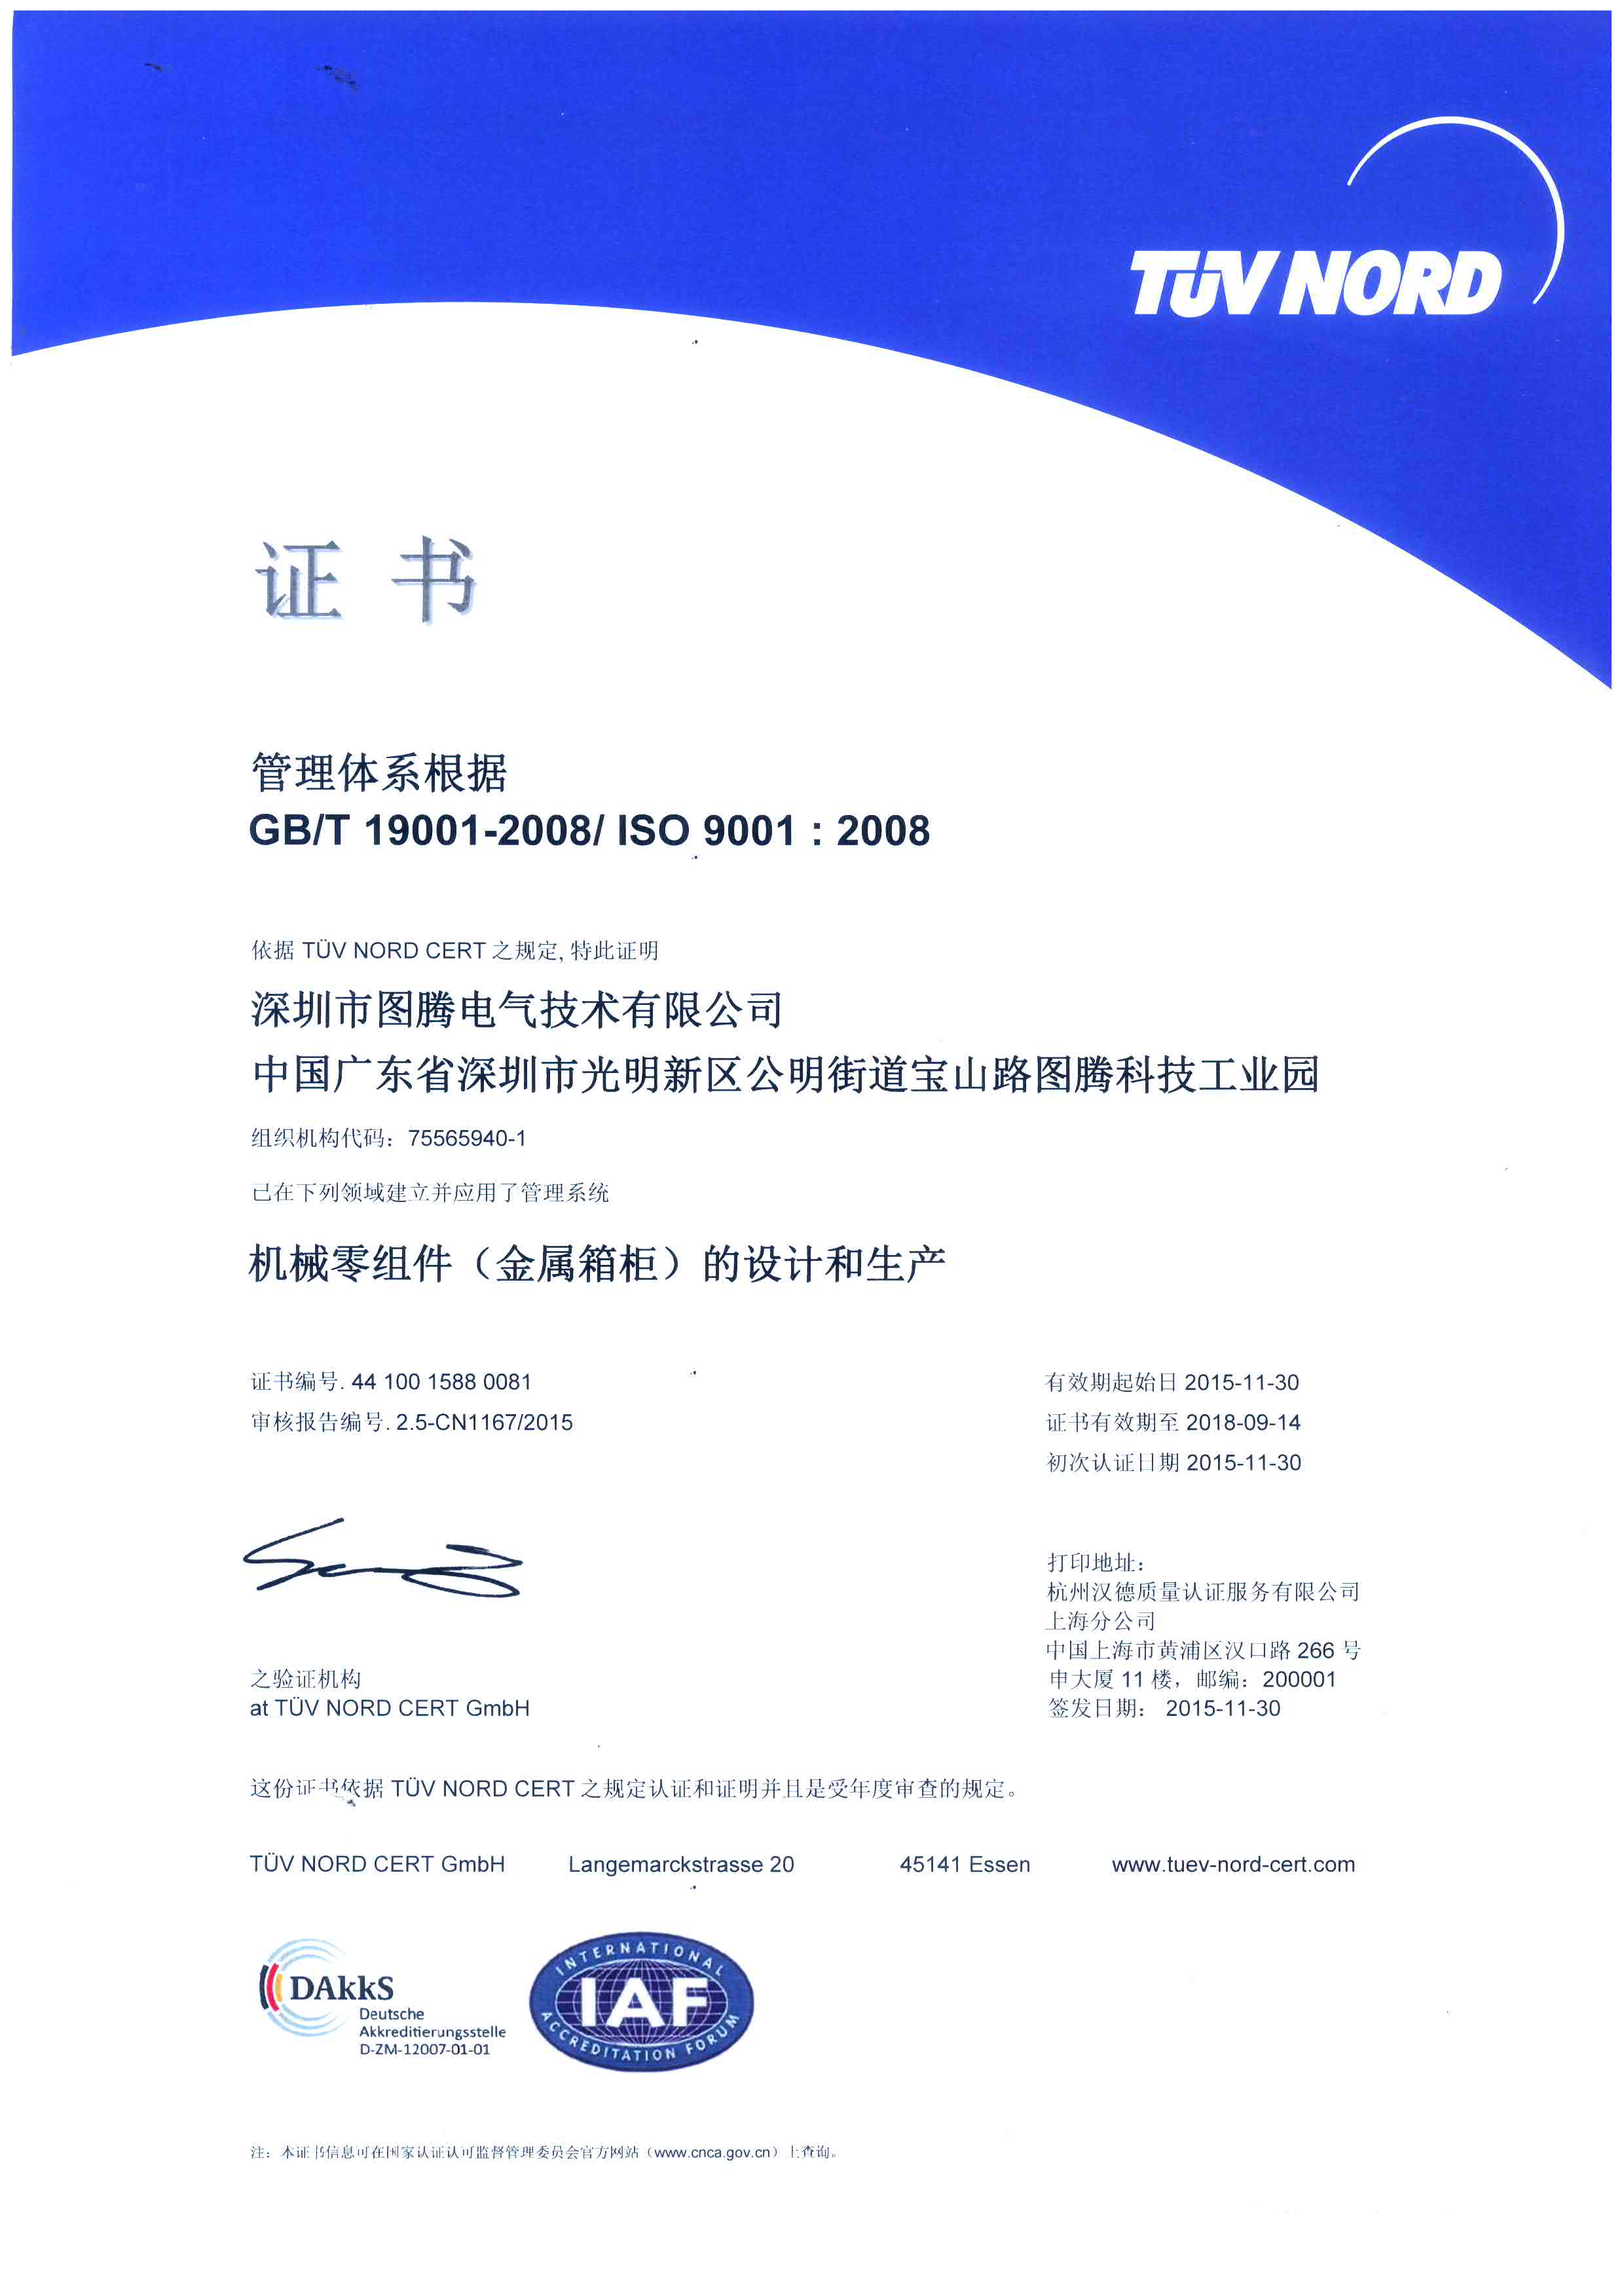 TÜV NORD
证 书
管理体系根据
GB/T 19001-2008/ ISO 9001 : 2008
依据 TÜV NORD CERT 之规定, 特此证明
深圳市图腾电气技术有限公司
中国广东省深圳市光明新区公明街道宝山路图腾科技工业园
组织机构代码：75565940-1
已在下列领域建立并应用了管理系统
机械零组件（金属箱柜）的设计和生产
证书编号. 44 100 1588 0081
审核报告编号. 2.5-CN1167/2015
有效期起始日 2015-11-30
证书有效期至 2018-09-14
初次认证日期 2015-11-30
打印地址：
杭州汉德质量认证服务有限公司
上海分公司
中国上海市黄浦区汉口路 266 号
申大厦 11 楼，邮编：200001
签发日期： 2015-11-30
之验证机构
at TÜV NORD CERT GmbH
这份证书依据 TÜV NORD CERT 之规定认证和证明并且是受年度审查的规定。
TÜV NORD CERT GmbH Langemarckstrasse 20 45141 Essen www.tuev-nord-cert.com
DAkkS
Deutsche
Akkreditierungsstelle
D-ZM-12007-01-01
INTERNATIONAL
IAF
ACCREDITATION FORUM
注：本证书信息可在国家认证认可监督管理委员会官方网站（www.cnca.gov.cn）上查询。